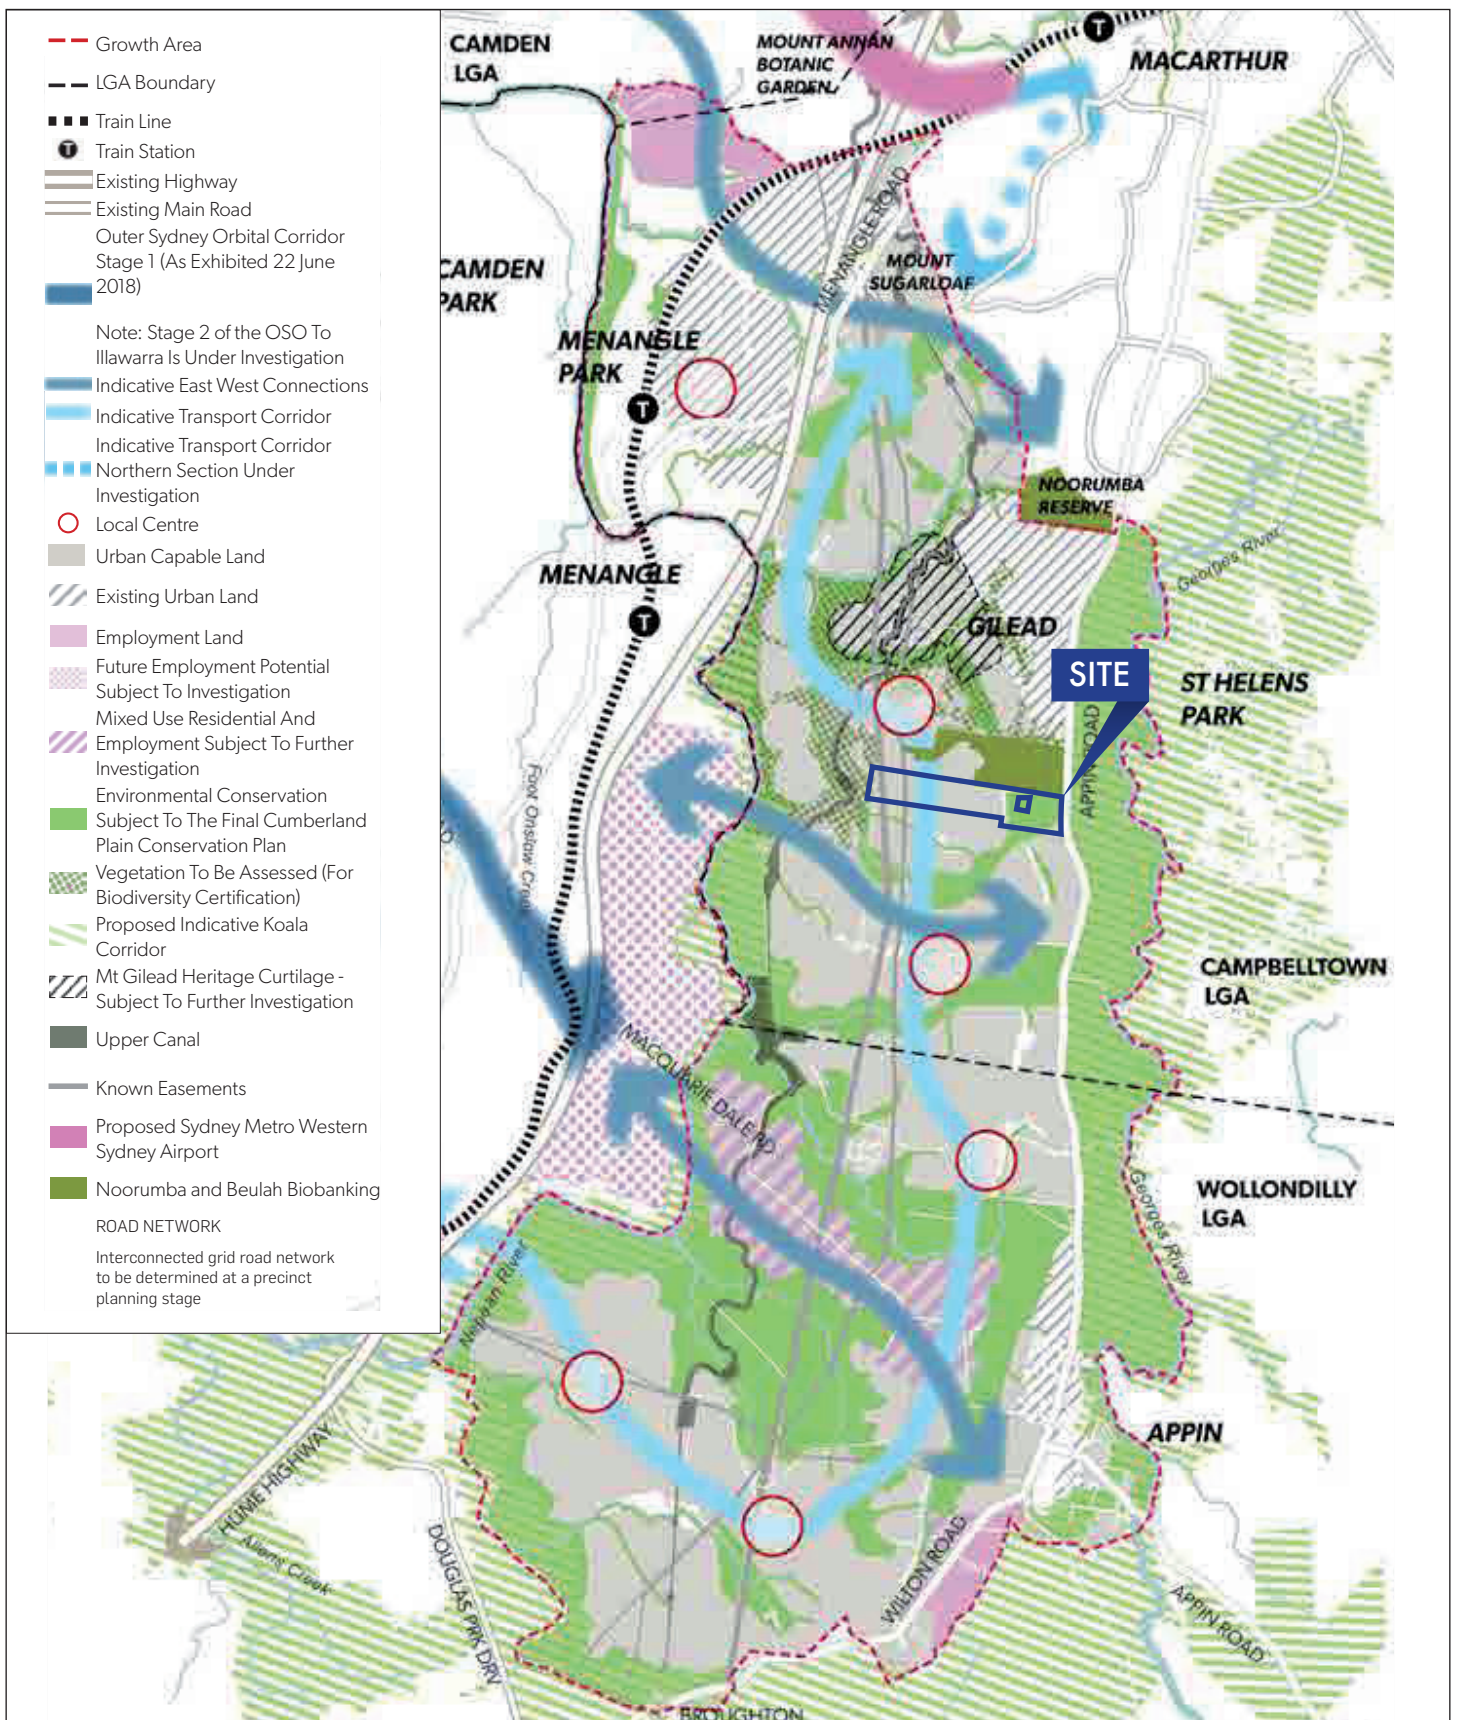 Growth Area
LGA Boundary
Train Line
T
Train Station
Existing Highway
Existing Main Road
Outer Sydney Orbital Corridor
Stage 1 (As Exhibited 22 June
2018)
Note: Stage 2 of the OSO To
Illawarra Is Under Investigation
Indicative East West Connections
Indicative Transport Corridor
Indicative Transport Corridor
Northern Section Under
Investigation
Local Centre
Urban Capable Land
Existing Urban Land
Employment Land
Future Employment Potential
Subject To Investigation
Mixed Use Residential And
Employment Subject To Further
Investigation
Environmental Conservation
Subject To The Final Cumberland
Plain Conservation Plan
Vegetation To Be Assessed (For
Biodiversity Certification)
Proposed Indicative Koala
Corridor
Mt Gilead Heritage Curtilage -
Subject To Further Investigation
Upper Canal
Known Easements
Proposed Sydney Metro Western
Sydney Airport
Noorumba and Beulah Biobanking
ROAD NETWORK
Interconnected grid road network
to be determined at a precinct
planning stage
CAMDEN
LGA
MOUNT ANNAN
BOTANIC
GARDEN
T
MACARTHUR
CAMDEN
PARK
MENANGLE ROAD
MOUNT
SUGARLOAF
MENANGLE
PARK
T
NOORUMBA
RESERVE
Georges River
MENANGLE
T
GILEAD
SITE
ST HELENS
PARK
APPIN ROAD
CAMPBELLTOWN
LGA
MACQUARIE DALE RD
WOLLONDILLY
LGA
Georges River
Nepean River
APPIN
HUME HIGHWAY
Allens Creek
DOUGLAS PRK DRV
WILTON ROAD
APPIN ROAD
BROUGHTON